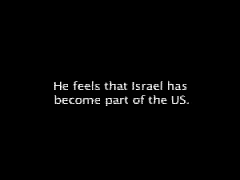 He feels that Israel has
become part of the US.